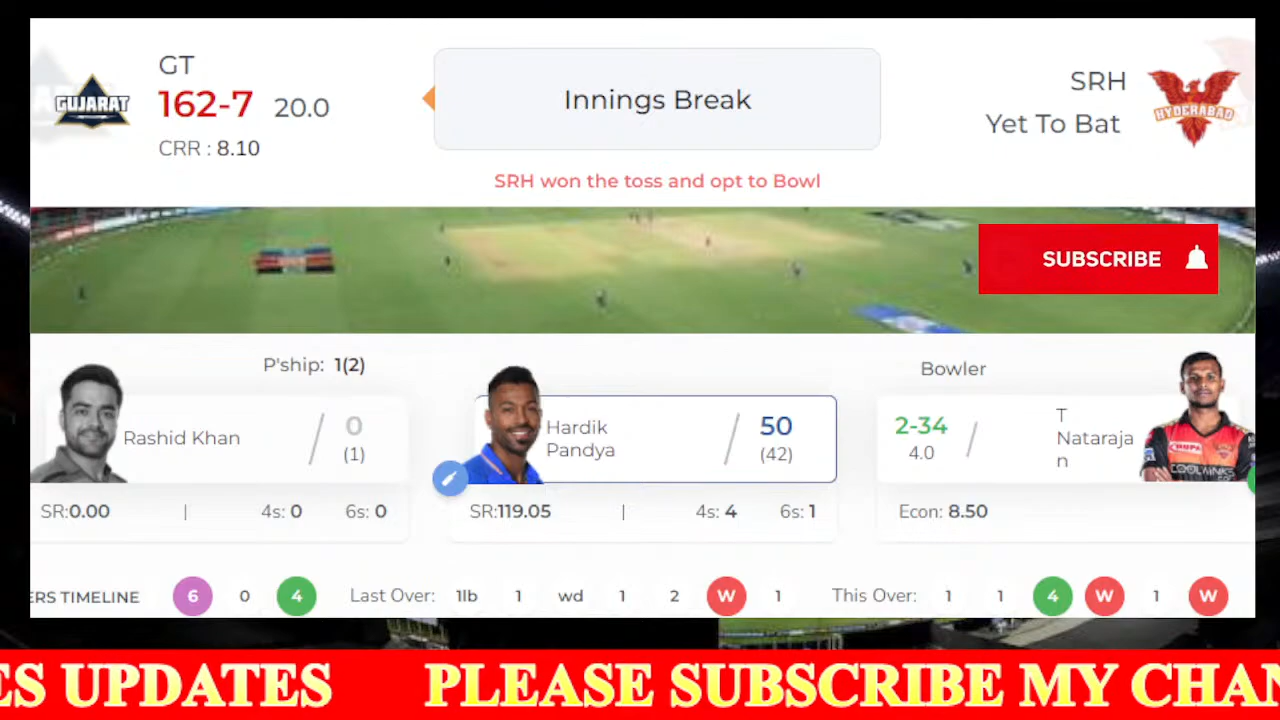 GT
162-7 20.0
CRR : 8.10
GUJARAT
Innings Break
SRH won the toss and opt to Bowl
SRH
Yet To Bat
HYDERABAD
SUBSCRIBE
P'ship: 1(2)
Rashid Khan
0
(1)
SR:0.00 | 4s: 0 6s: 0
Hardik
Pandya
50
(42)
SR:119.05 | 4s: 4 6s: 1
Bowler
2-34
4.0
T
Nataraja
n
Econ: 8.50
ERS TIMELINE 6 0 4 Last Over: 1lb 1 wd 1 2 W 1 This Over: 1 1 4 W 1 W
ES UPDATES PLEASE SUBSCRIBE MY CHAN